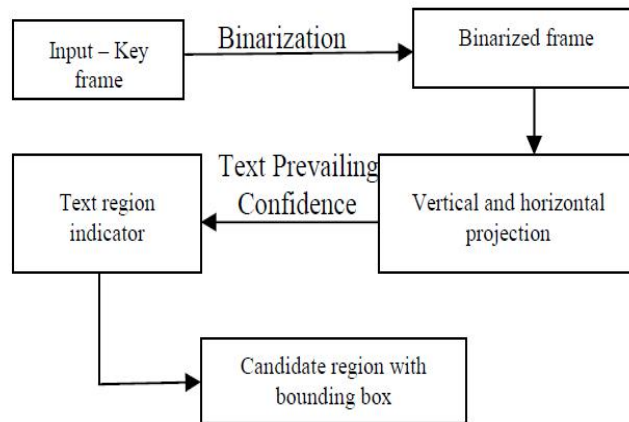 Input – Key
frame
Binarization
Binarized frame
Vertical and horizontal
projection
Text Prevailing
Confidence
Text region
indicator
Candidate region with
bounding box